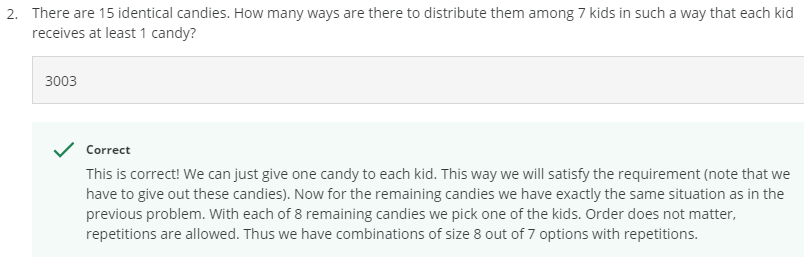 2. There are 15 identical candies. How many ways are there to distribute them among 7 kids in such a way that each kid
receives at least 1 candy?
3003
Correct
This is correct! We can just give one candy to each kid. This way we will satisfy the requirement (note that we
have to give out these candies). Now for the remaining candies we have exactly the same situation as in the
previous problem. With each of 8 remaining candies we pick one of the kids. Order does not matter,
repetitions are allowed. Thus we have combinations of size 8 out of 7 options with repetitions.